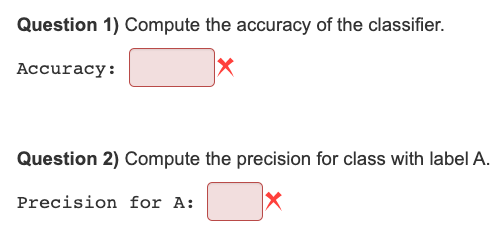 Question 1) Compute the accuracy of the classifier.
Accuracy:
Question 2) Compute the precision for class with label A.
Precision for A: